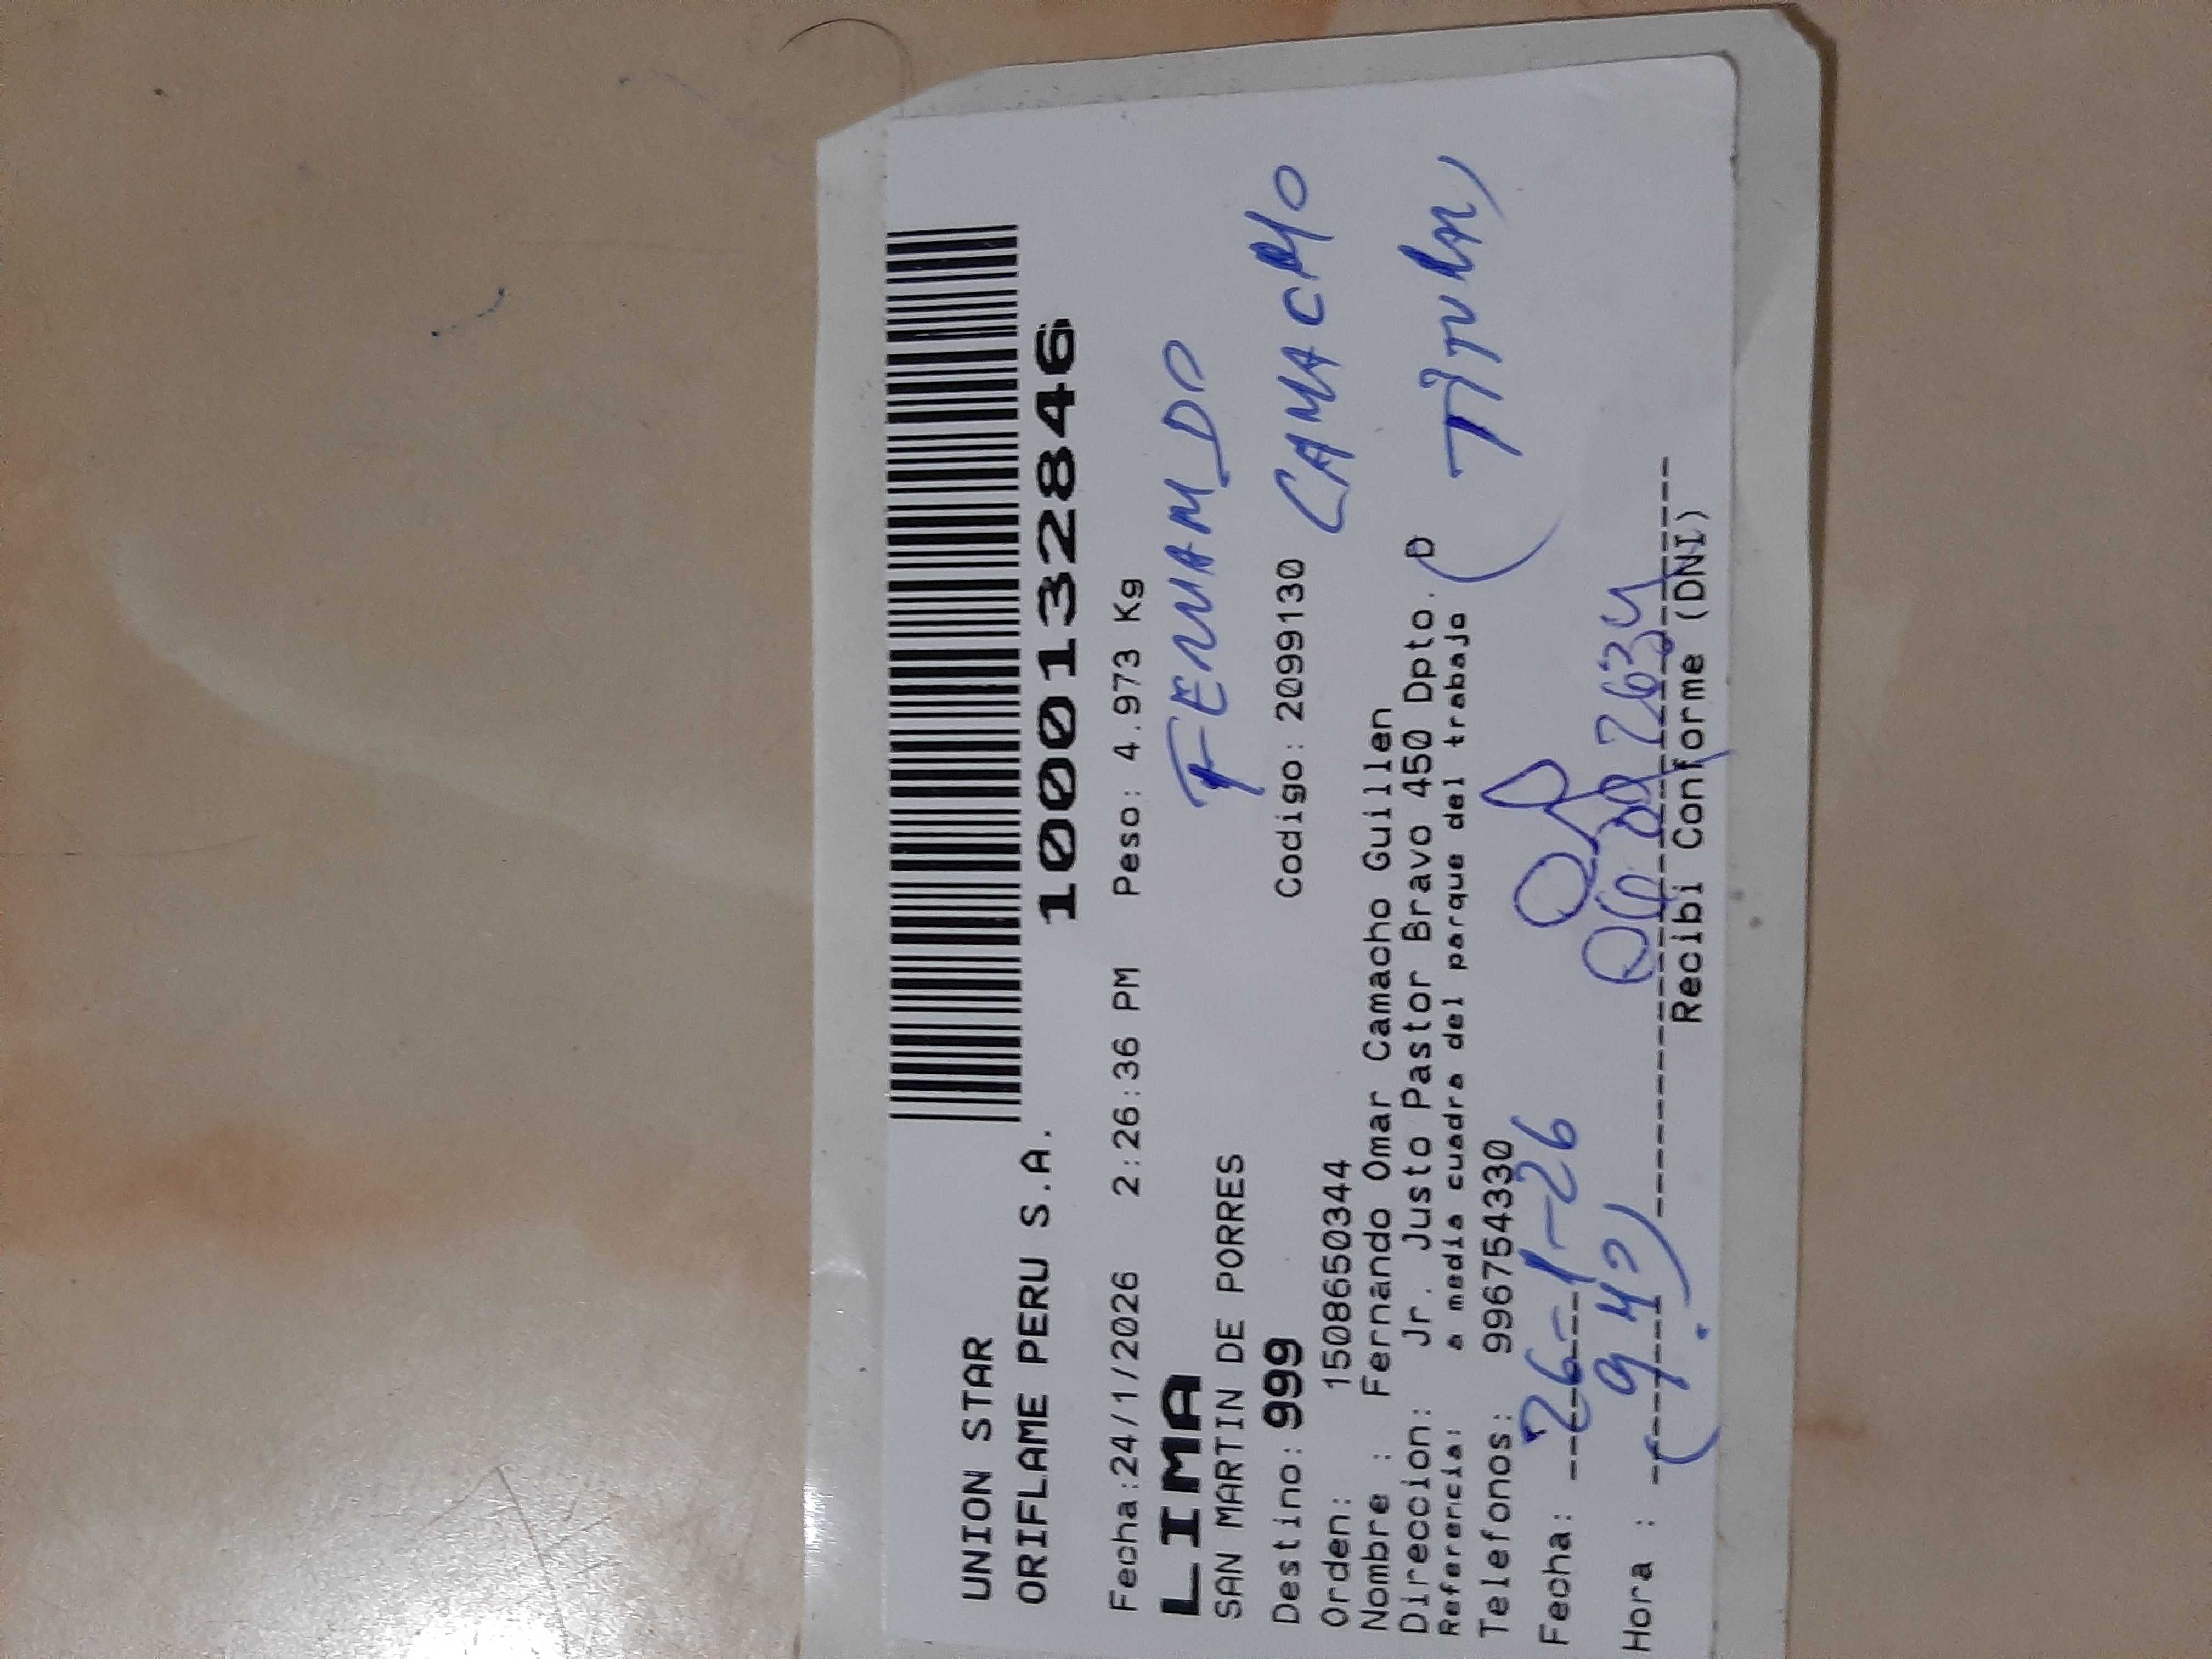 UNION STAR
ORIFLAME PERU S.A.
1000132846
Fecha:24/1/2026 2:26:36 PM Peso: 4.973 Kg
LIMA
SAN MARTIN DE PORRES
FERNANDO
Destino: 999 Codigo: 2099130
CAMACHO
Orden: 1508650344
Nombre : Fernando Omar Camacho Guillen
Direccion: Jr. Justo Pastor Bravo 450 Dpto. D
Referencia: a media cuadra del parque del trabajo
(TITULAR)
Telefonos: 996754330
Fecha: 26-1-26
Hora : (9 42)
Recibi Conforme (DNI)